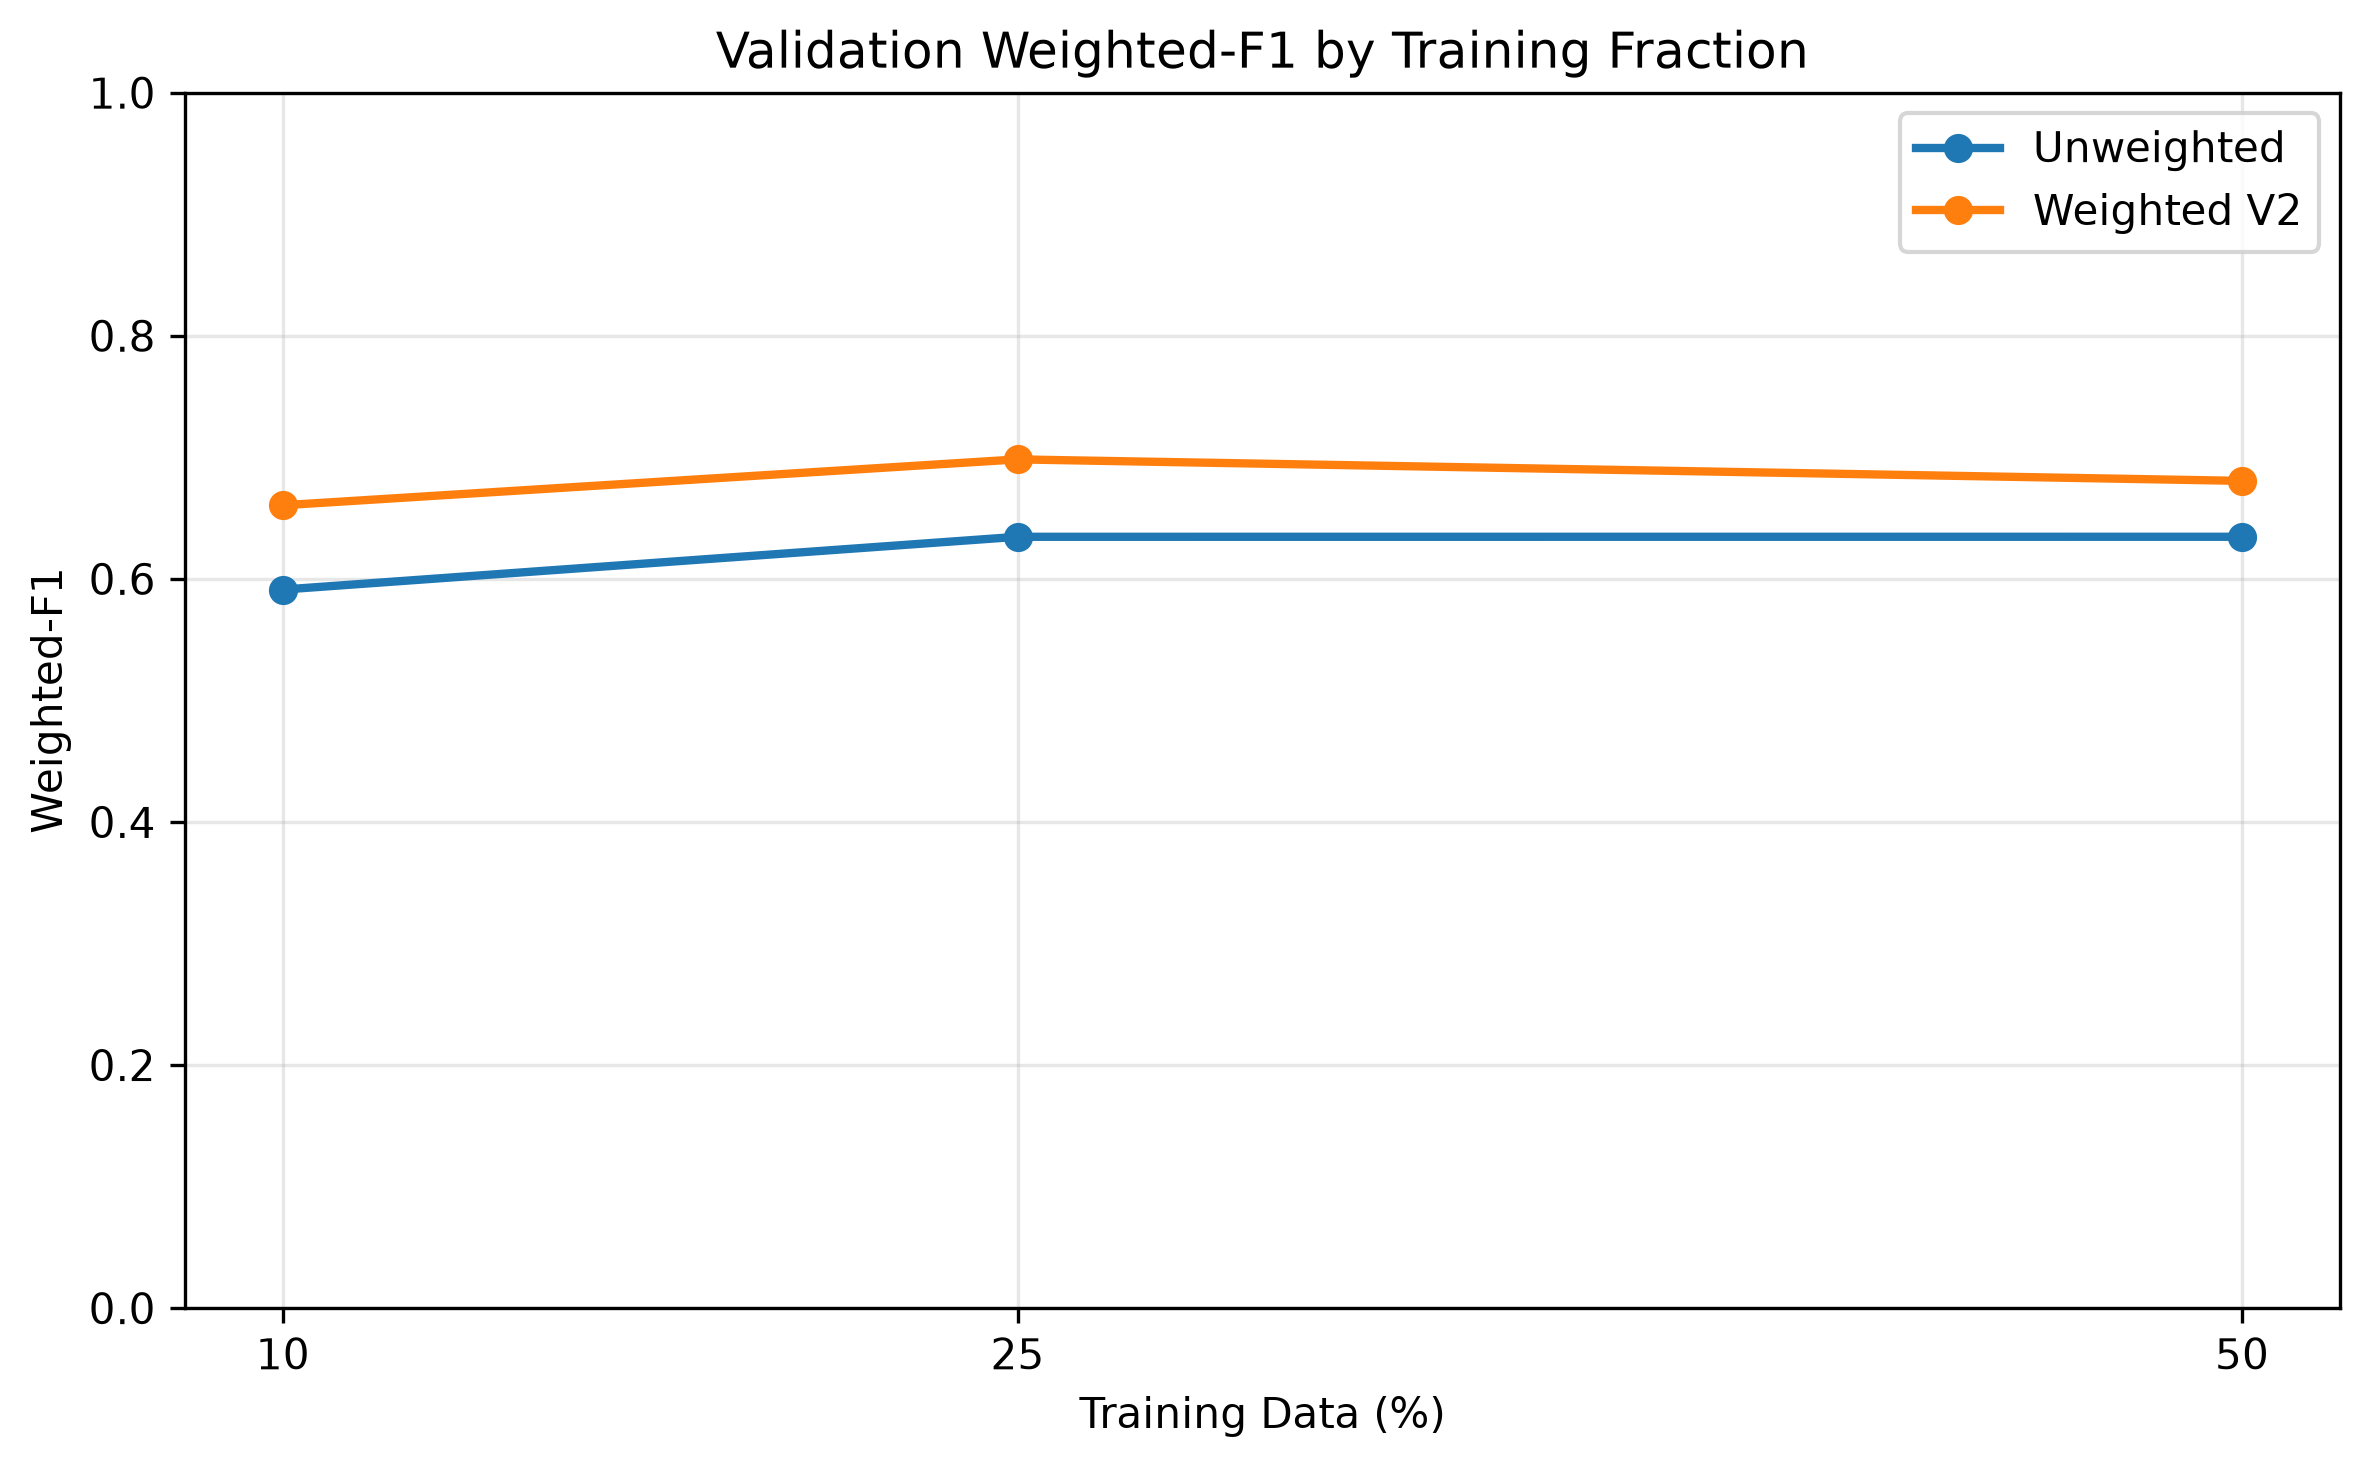 Validation Weighted-F1 by Training Fraction
1.0
0.8
0.6
0.4
0.2
0.0
Weighted-F1
Unweighted
Weighted V2
10 25 50
Training Data (%)